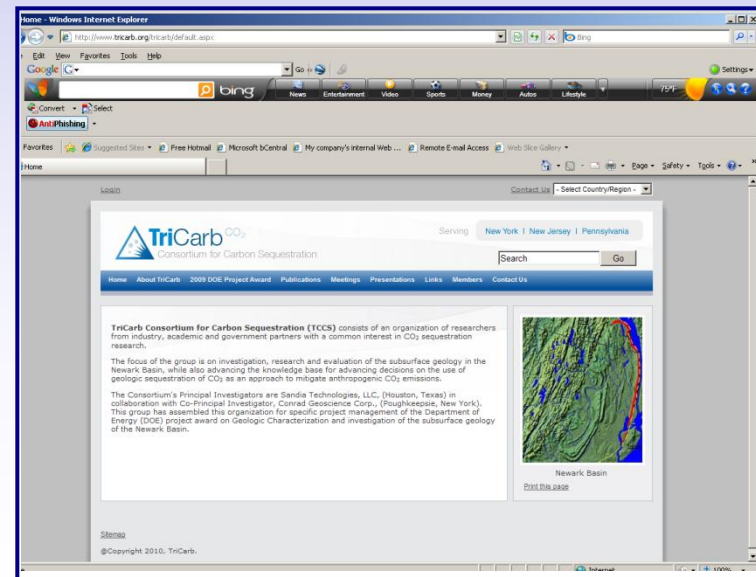 Home - Windows Internet Explorer
http://www.tricarb.org/tricarb/default.aspx
Bing
Edit View Favorites Tools Help
Google
Go
Settings
bing
News Entertainment Video Sports Money Autos Lifestyle
75°F
Convert Select
AntiPhishing
Favorites Suggested Sites Free Hotmail Microsoft bCentral My company's internal Web ... Remote E-mail Access Web Slice Gallery
Home
Page Safety Tools
Login
Contact Us - Select Country/Region -
TriCarb CO₂
Consortium for Carbon Sequestration
Serving New York | New Jersey | Pennsylvania
Search Go
Home About TriCarb 2009 DOE Project Award Publications Meetings Presentations Links Members Contact Us
TriCarb Consortium for Carbon Sequestration (TCCS) consists of an organization of researchers
from industry, academic and government partners with a common interest in CO₂ sequestration
research.
The focus of the group is on investigation, research and evaluation of the subsurface geology in the
Newark Basin, while also advancing the knowledge base for advancing decisions on the use of
geologic sequestration of CO₂ as an approach to mitigate anthropogenic CO₂ emissions.
The Consortium's Principal Investigators are Sandia Technologies, LLC, (Houston, Texas) in
collaboration with Co-Principal Investigator, Conrad Geoscience Corp., (Poughkeepsie, New York).
This group has assembled this organization for specific project management of the Department of
Energy (DOE) project award on Geologic Characterization and investigation of the subsurface geology
of the Newark Basin.
Newark Basin
Print this page
Sitemap
@Copyright 2010, TriCarb.
Internet
100%